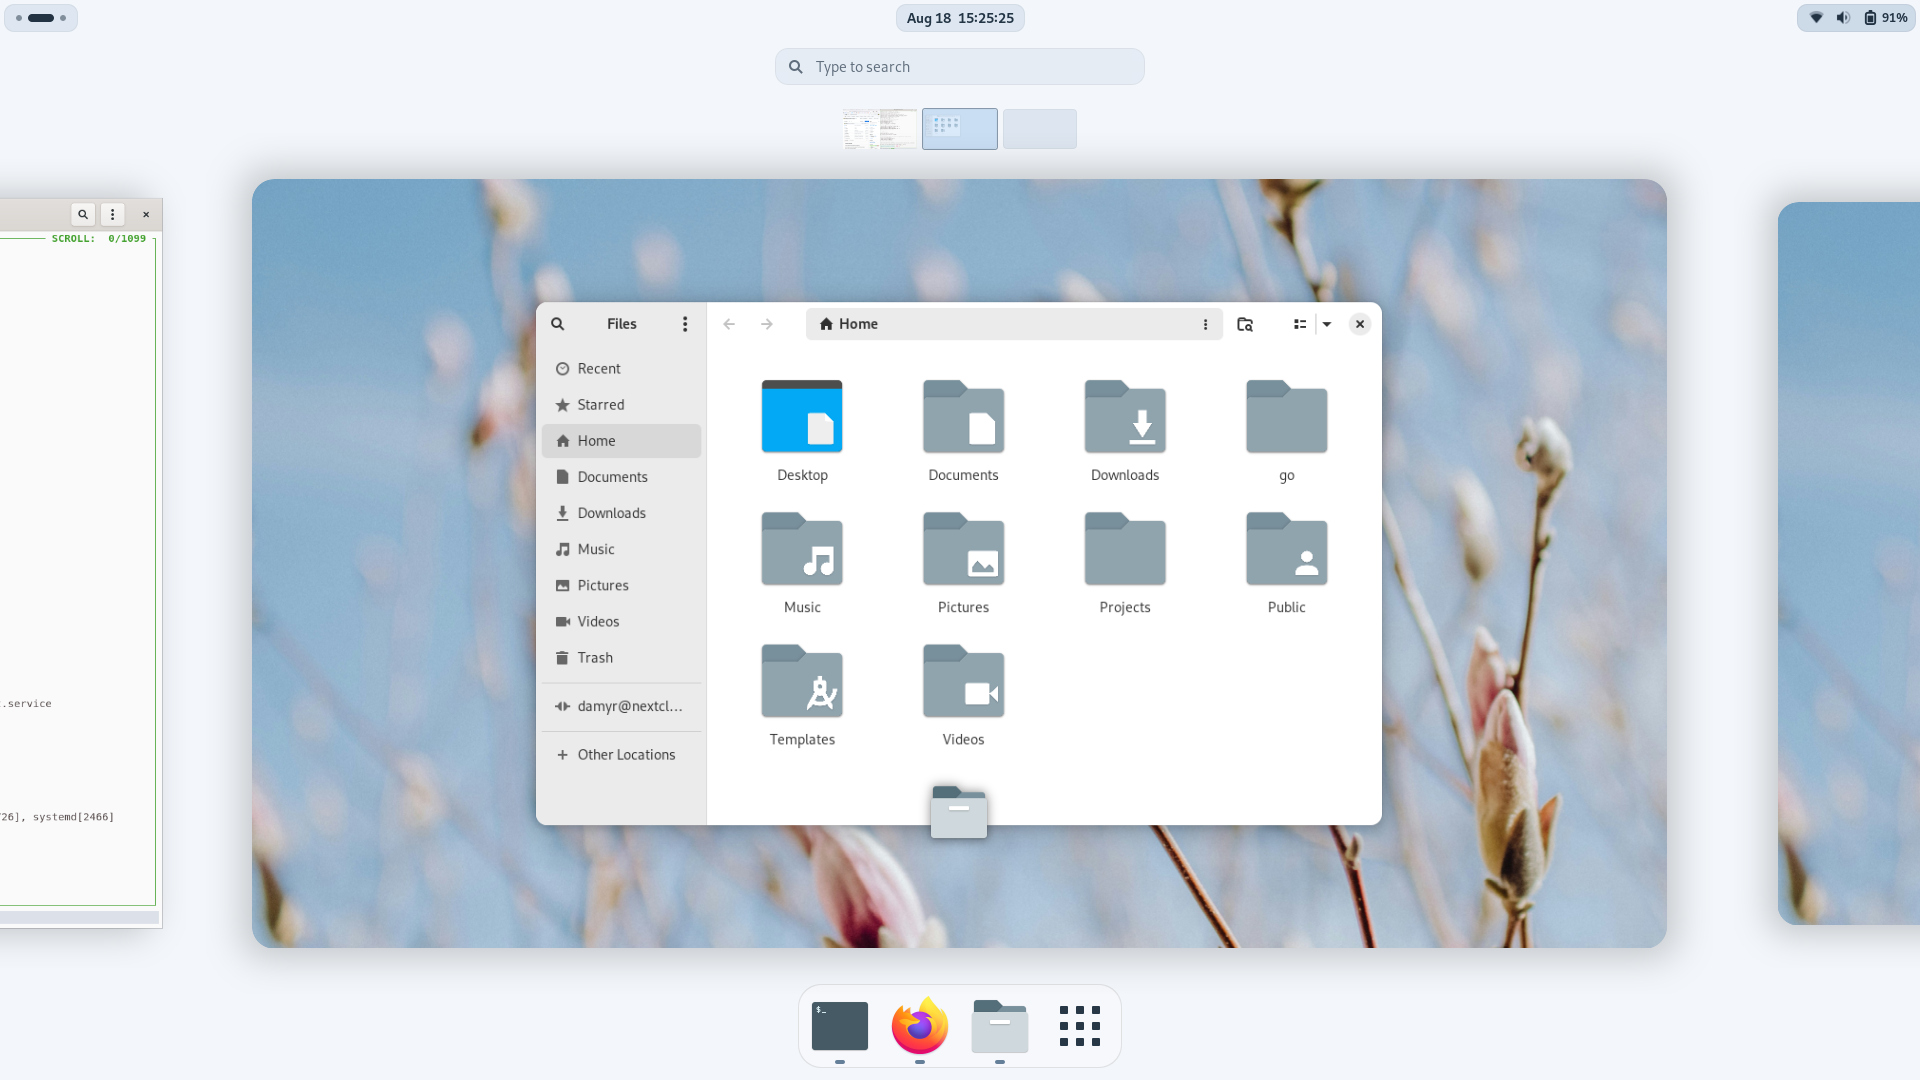 Aug 18 15:25:25
91%
Type to search
SCROLL: 0/1099
.service
26], systemd[2466]
Files
Home
Recent
Starred
Home
Documents
Downloads
Music
Pictures
Videos
Trash
damyr@nextcl...
Other Locations
Desktop
Documents
Downloads
go
Music
Pictures
Projects
Public
Templates
Videos
$_